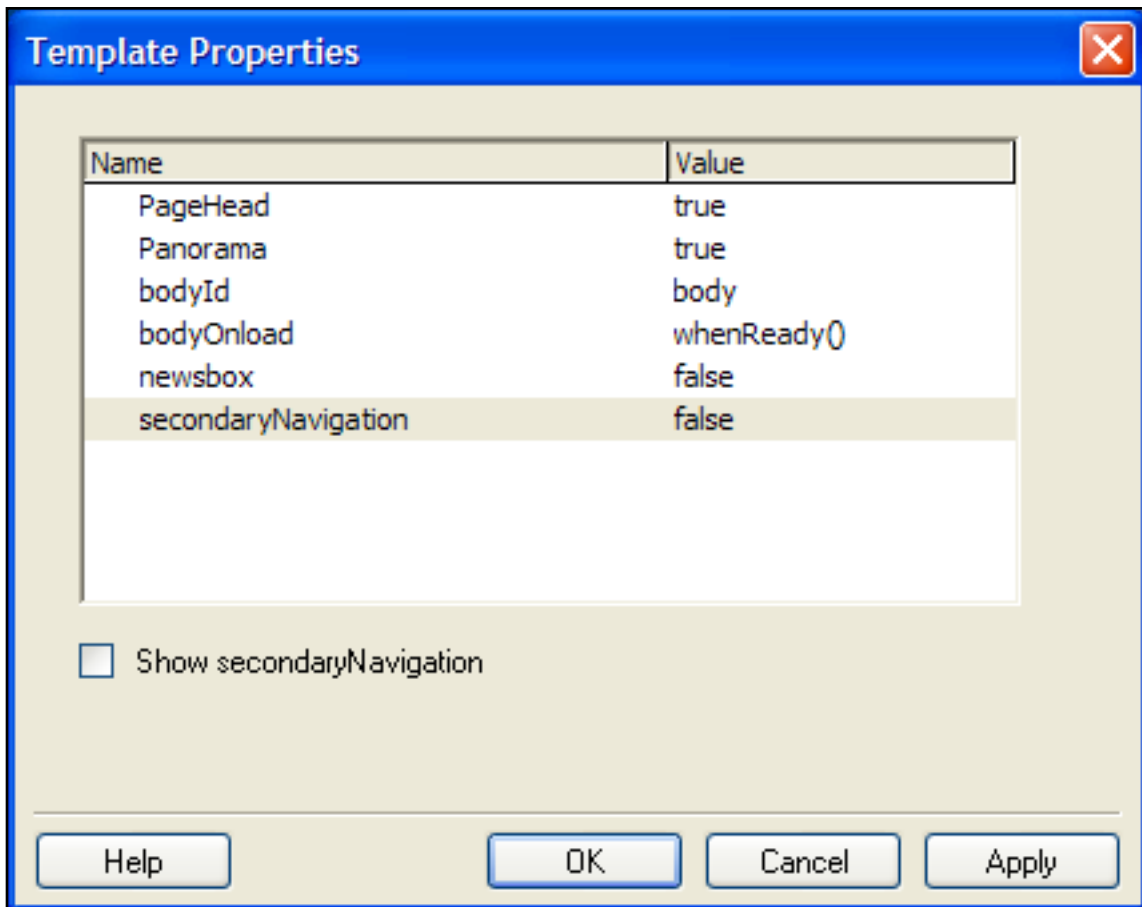 Template Properties
Name Value
PageHead true
Panorama true
bodyId body
bodyOnload whenReady()
newsbox false
secondaryNavigation false
Show secondaryNavigation
Help OK Cancel Apply